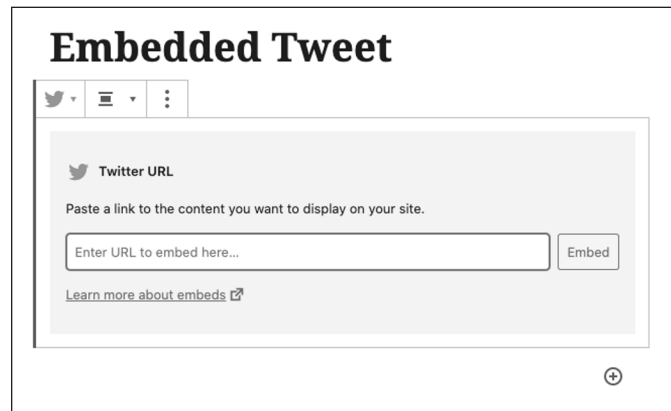 Embedded Tweet
Twitter URL
Paste a link to the content you want to display on your site.
Enter URL to embed here...
Embed
Learn more about embeds